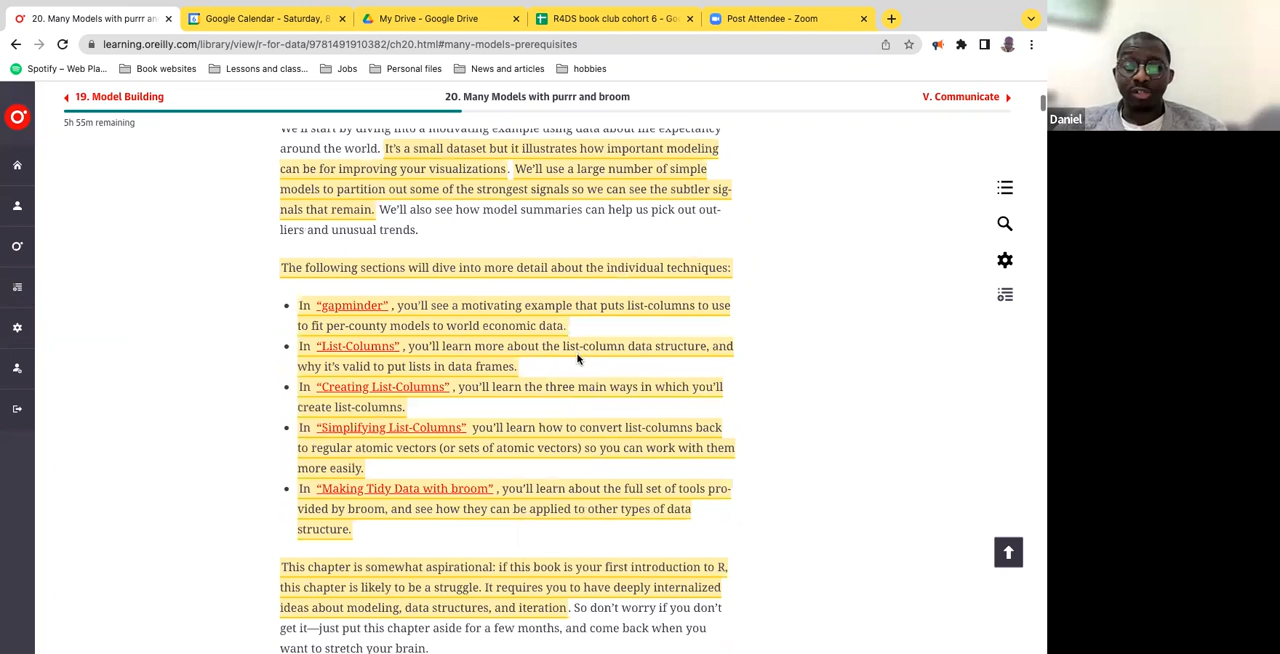 20. Many Models with purrr an
Google Calendar - Saturday, 8
My Drive - Google Drive
R4DS book club cohort 6 - Go
Post Attendee - Zoom
learning.oreilly.com/library/view/r-for-data/9781491910382/ch20.html#many-models-prerequisites
Spotify – Web Pla...
Book websites
Lessons and class...
Jobs
Personal files
News and articles
hobbies
19. Model Building
20. Many Models with purrr and broom
V. Communicate
5h 55m remaining
We'll start by diving into a motivating example using data about life expectancy
around the world. It's a small dataset but it illustrates how important modeling
can be for improving your visualizations. We'll use a large number of simple
models to partition out some of the strongest signals so we can see the subtler sig-
nals that remain. We'll also see how model summaries can help us pick out out-
liers and unusual trends.
The following sections will dive into more detail about the individual techniques:
• In “gapminder” , you'll see a motivating example that puts list-columns to use
to fit per-county models to world economic data.
• In “List-Columns” , you'll learn more about the list-column data structure, and
why it's valid to put lists in data frames.
• In “Creating List-Columns” , you'll learn the three main ways in which you'll
create list-columns.
• In “Simplifying List-Columns” you'll learn how to convert list-columns back
to regular atomic vectors (or sets of atomic vectors) so you can work with them
more easily.
• In “Making Tidy Data with broom” , you'll learn about the full set of tools pro-
vided by broom, and see how they can be applied to other types of data
structure.
This chapter is somewhat aspirational: if this book is your first introduction to R,
this chapter is likely to be a struggle. It requires you to have deeply internalized
ideas about modeling, data structures, and iteration. So don't worry if you don't
get it—just put this chapter aside for a few months, and come back when you
want to stretch your brain.
Daniel